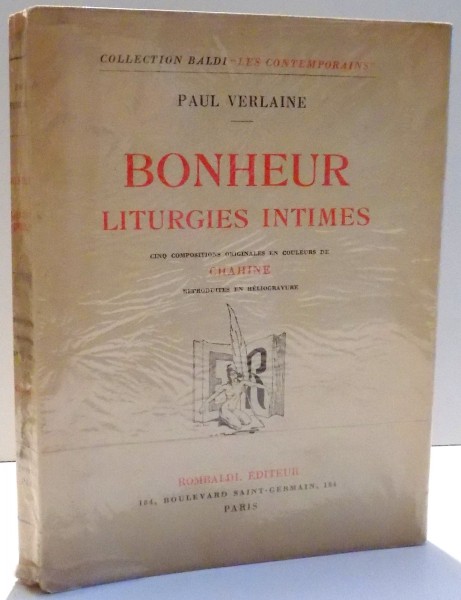 COLLECTION BALDI "LES CONTEMPORAINS"
PAUL VERLAINE
BONHEUR
LITURGIES INTIMES
CINQ COMPOSITIONS ORIGINALES EN COULEURS DE
CHAHINE
REPRODUITES EN HÉLIOGRAVURE
ER
ROMBALDI, ÉDITEUR
184, BOULEVARD SAINT-GERMAIN, 184
PARIS